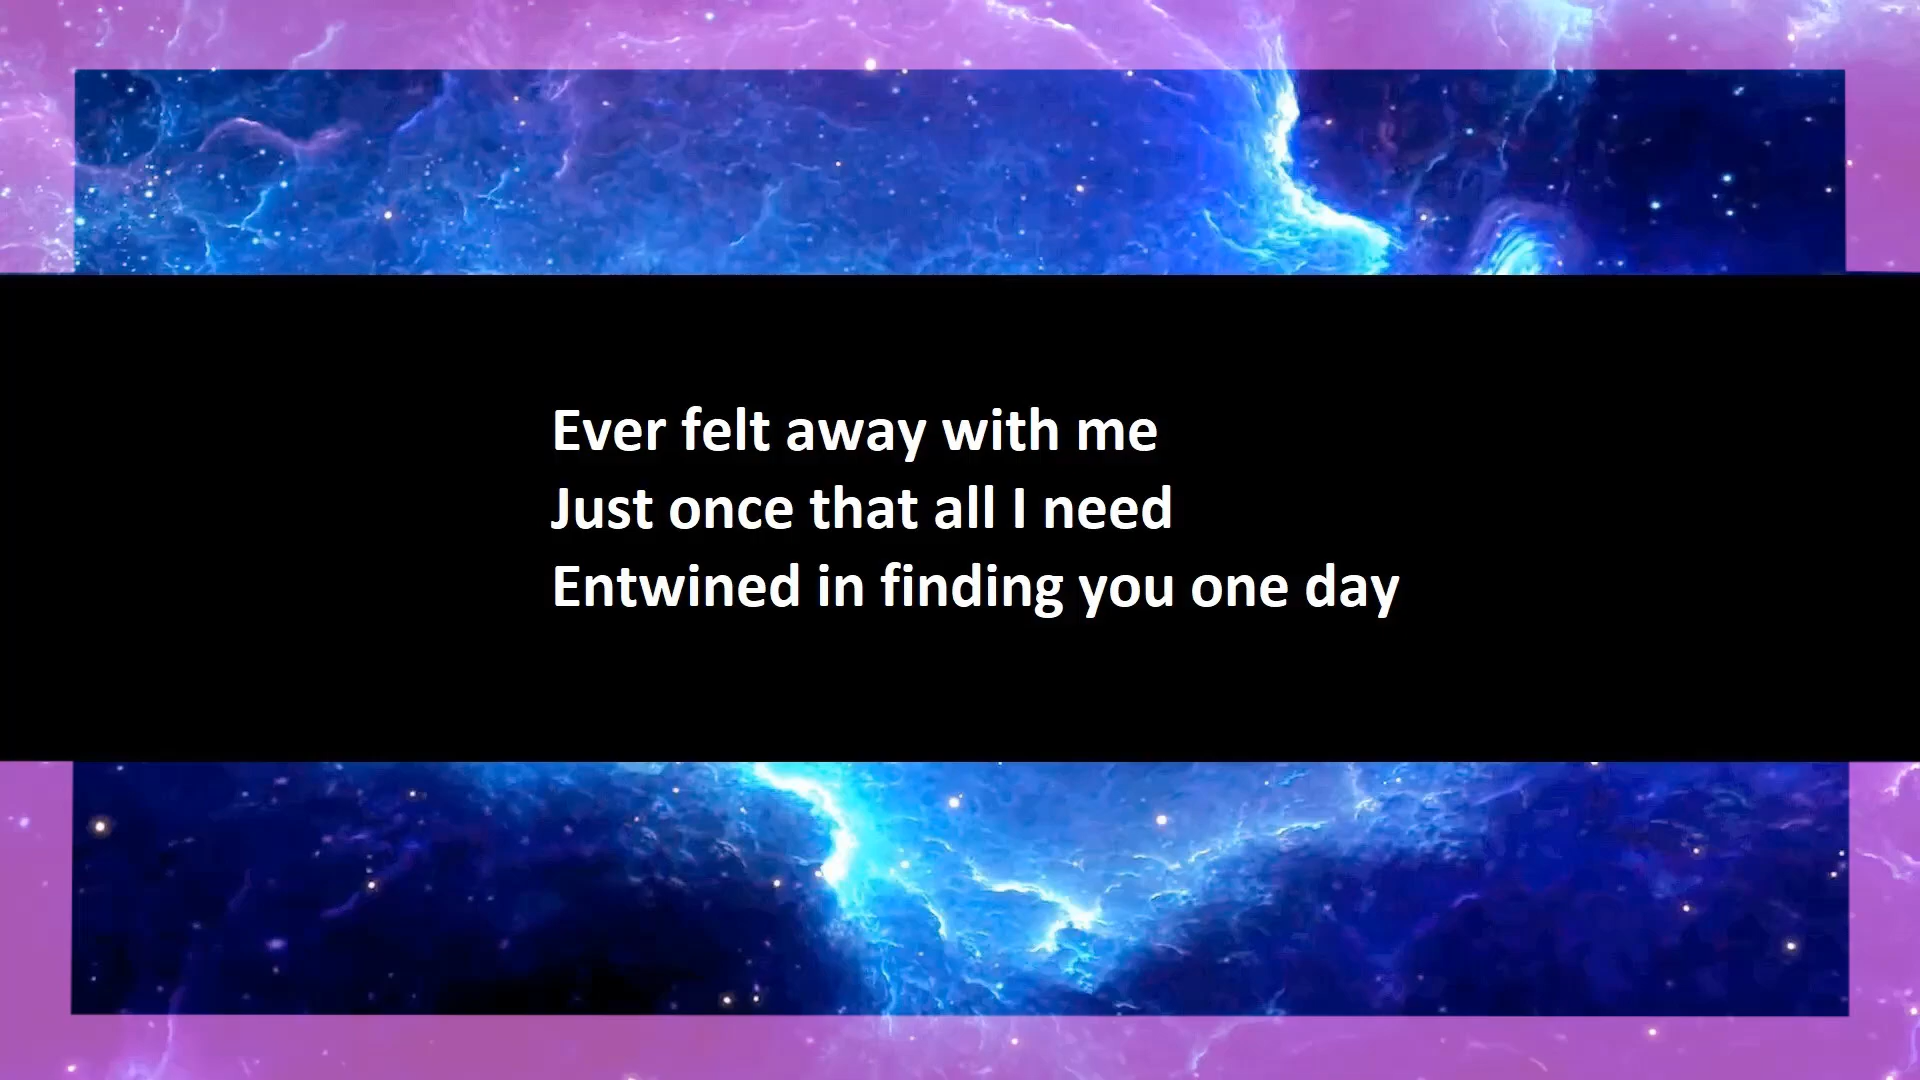 Ever felt away with me
Just once that all I need
Entwined in finding you one day